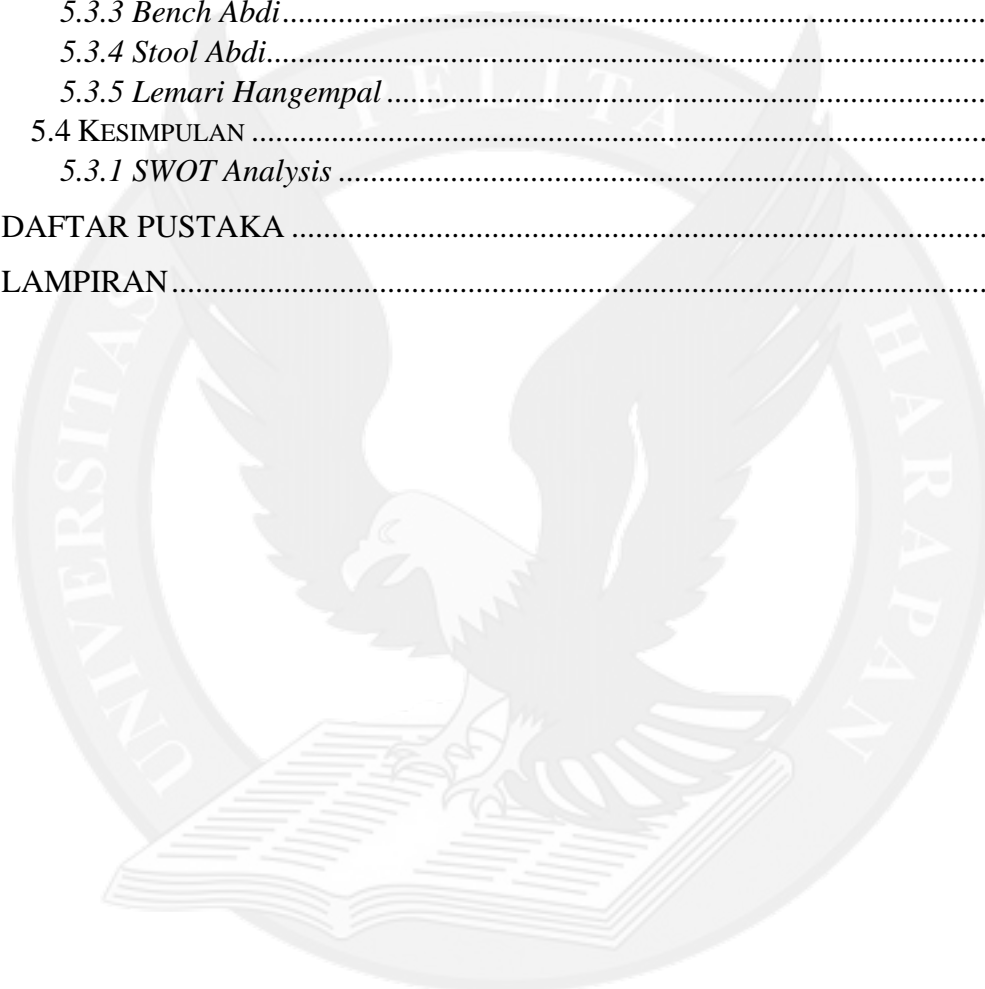 5.3.3 Bench Abdi........................................................................................
5.3.4 Stool Abdi..........................................................................................
5.3.5 Lemari Hangempal...........................................................................
5.4 KESIMPULAN............................................................................................
5.3.1 SWOT Analysis.................................................................................
DAFTAR PUSTAKA.......................................................................................
LAMPIRAN......................................................................................................
UNIVERSITAS PELITA HARAPAN